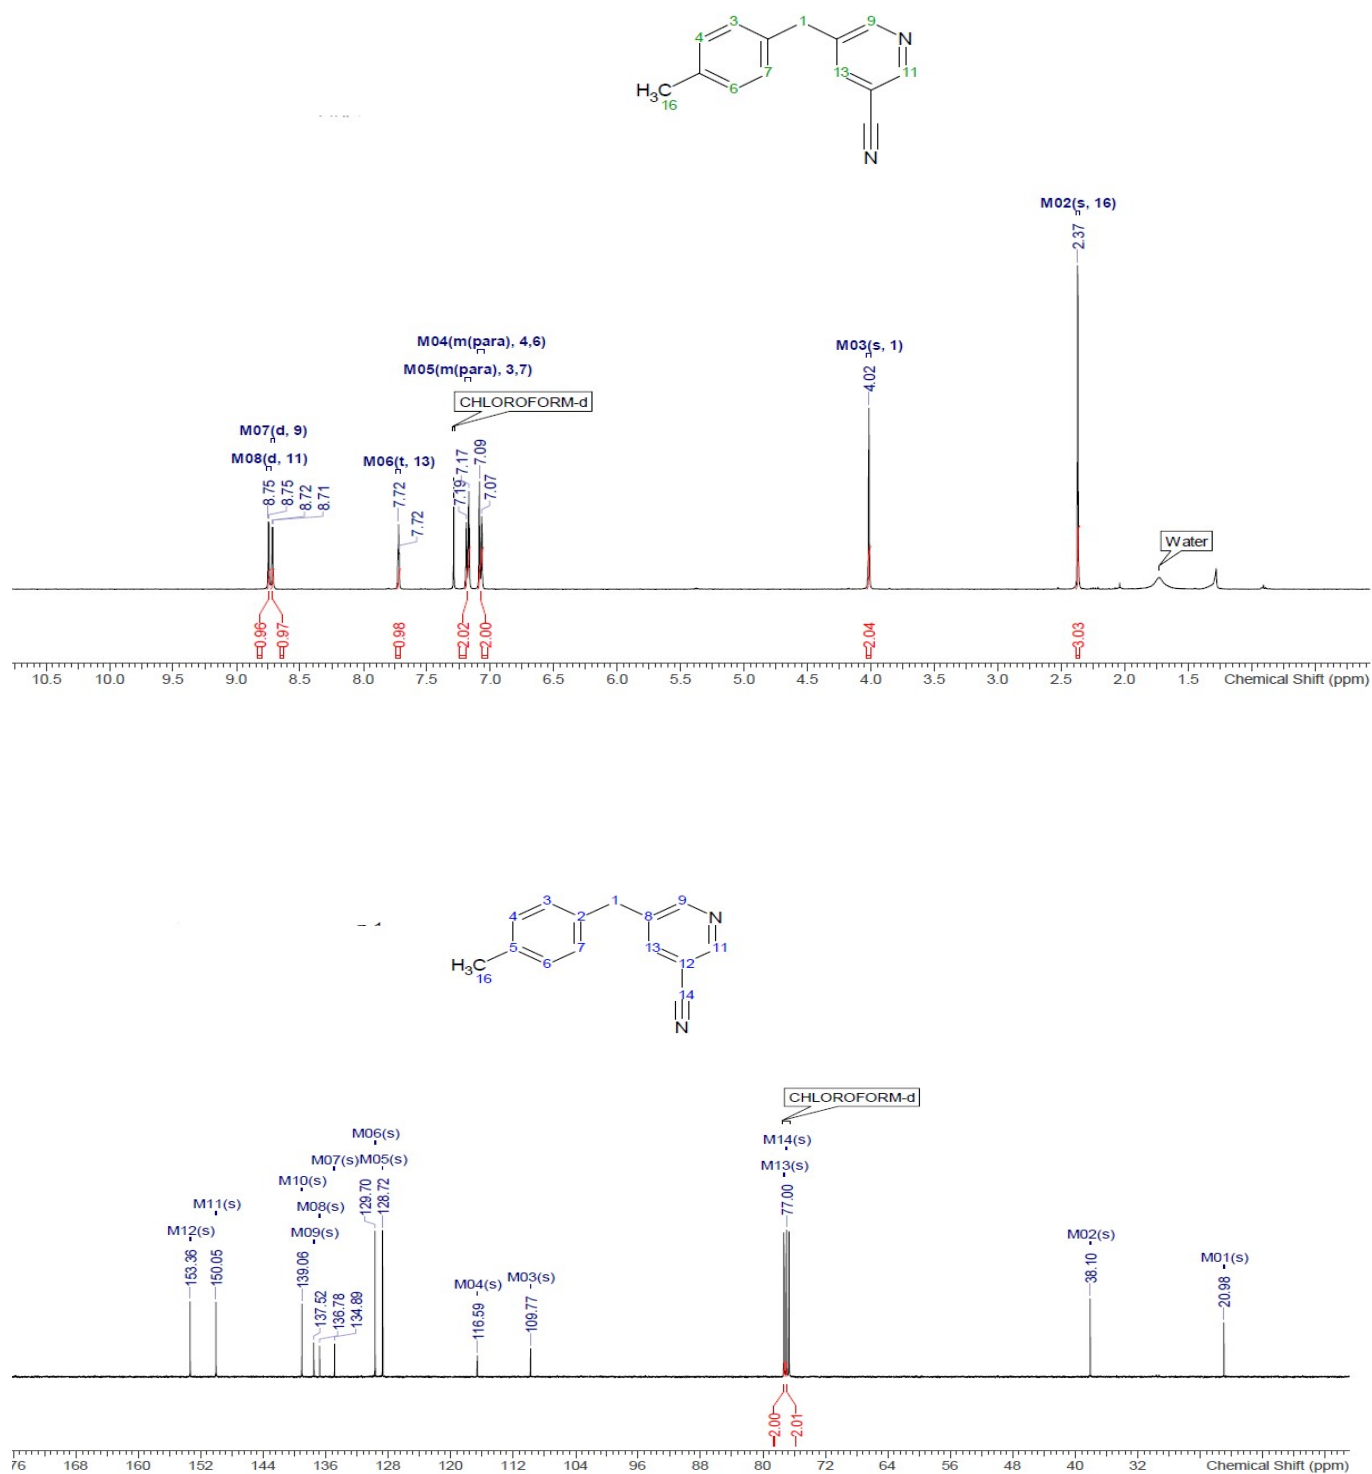 3 1 9
4 N
7 13 11
H₃C 6
16
N
M02(s, 16)
2.37
M04(m(para), 4,6)
M03(s, 1)
M05(m(para), 3,7)
4.02
CHLOROFORM-d
M07(d, 9)
M08(d, 11) M06(t, 13)
8.75 8.75 8.72 8.71 7.72 7.72 7.19 7.17 7.09 7.07
Water
0.96 0.97 0.98 2.02 2.00 2.04 3.03
10.5 10.0 9.5 9.0 8.5 8.0 7.5 7.0 6.5 6.0 5.5 5.0 4.5 4.0 3.5 3.0 2.5 2.0 1.5 Chemical Shift (ppm)
3 1 9
4 2 8 N
5 7 13 11
H₃C 6 12
16
14
N
CHLOROFORM-d
M06(s) M14(s)
M07(s) M05(s) M13(s)
M10(s)
M11(s) M08(s)
M12(s) M09(s) M02(s)
M01(s)
M04(s) M03(s)
153.36 150.05 139.06 137.52 136.78 134.89 129.70 128.72 116.59 109.77 77.00 38.10 20.98
2.00 2.01
76 168 160 152 144 136 128 120 112 104 96 88 80 72 64 56 48 40 32 Chemical Shift (ppm)